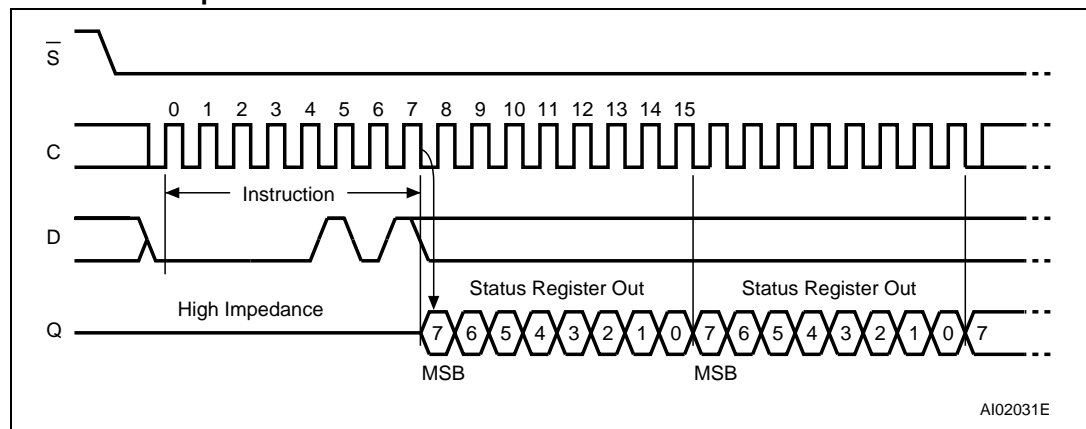 S
0 1 2 3 4 5 6 7 8 9 10 11 12 13 14 15
C
Instruction
D
Status Register Out Status Register Out
High Impedance
Q 7 6 5 4 3 2 1 0 7 6 5 4 3 2 1 0 7
MSB MSB
AI02031E